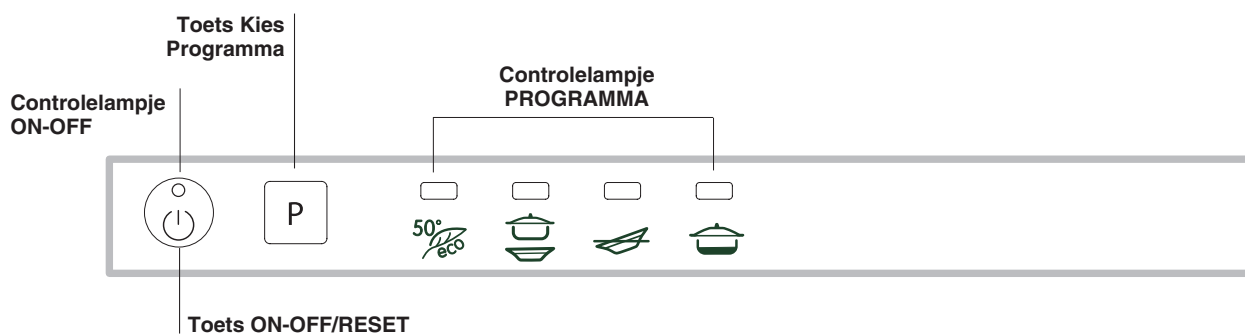 Toets Kies
Programma
Controlelampje
PROGRAMMA
Controlelampje
ON-OFF
P
50°
eco
Toets ON-OFF/RESET